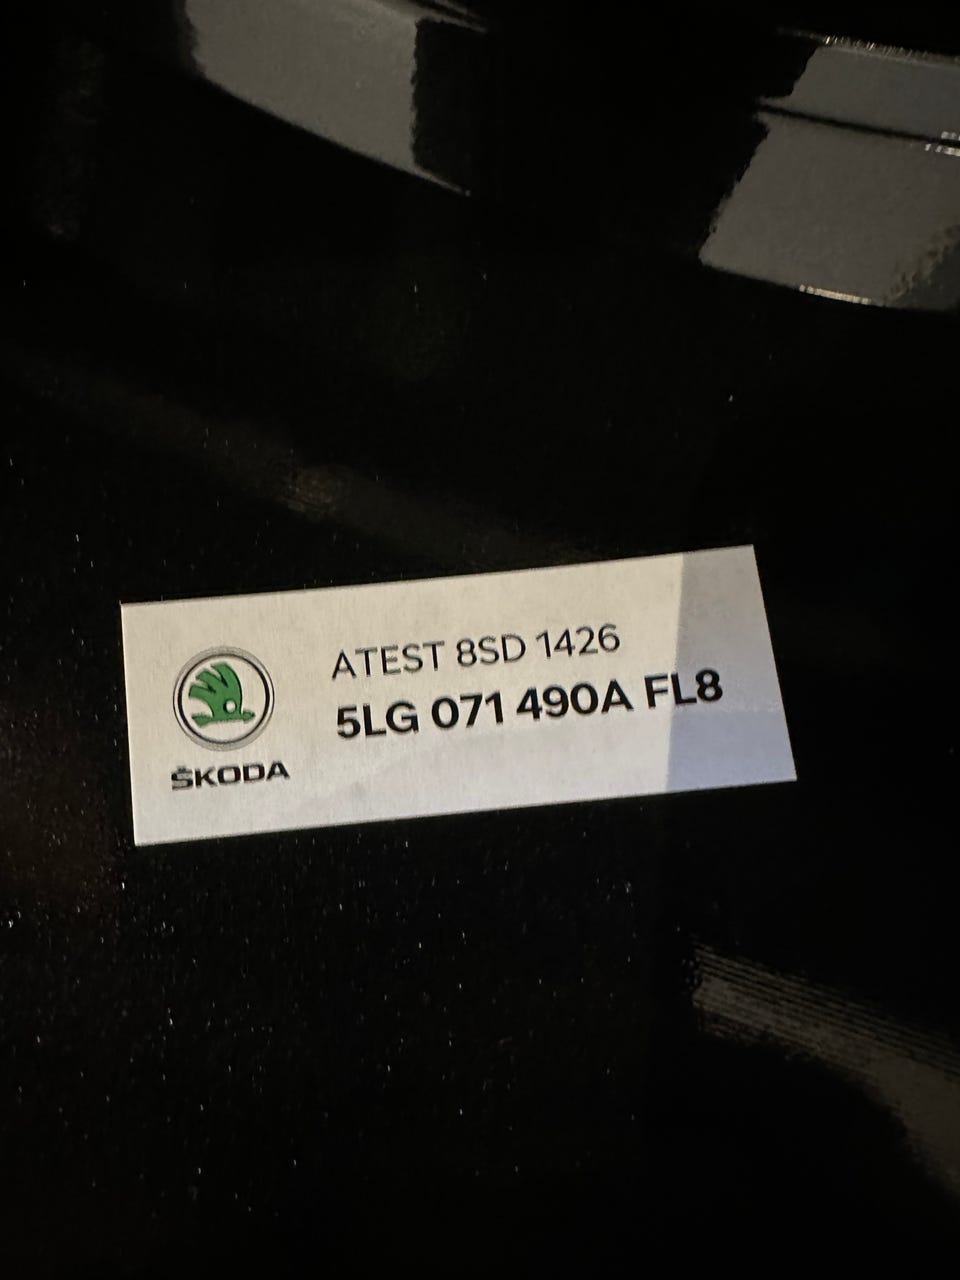 ATEST 8SD 1426
5LG 071 490A FL8
ŠKODA